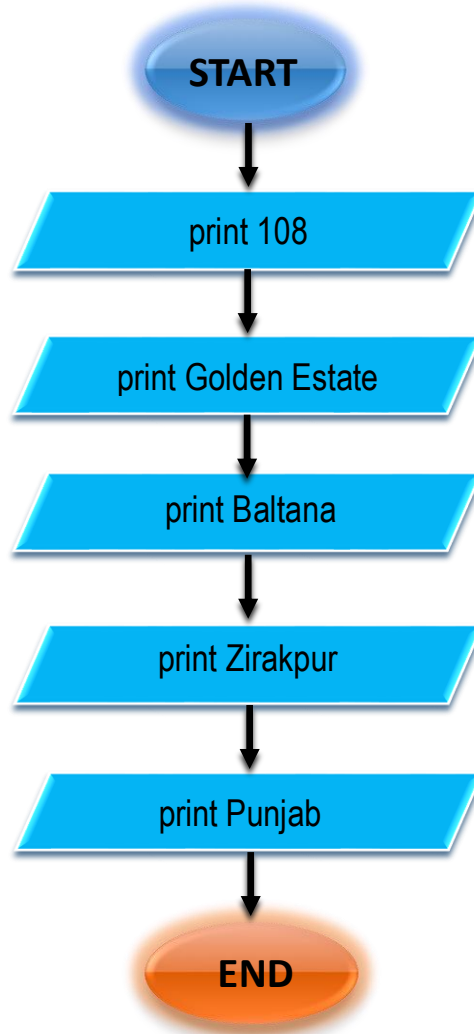 START
print 108
print Golden Estate
print Baltana
print Zirakpur
print Punjab
END